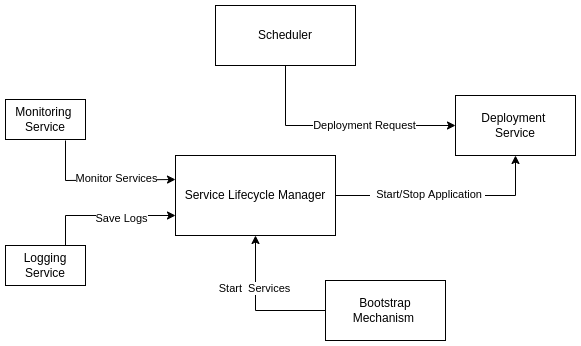 Scheduler
Monitoring
Service
Deployment Request
Deployment
Service
Monitor Services
Service Lifecycle Manager
Start/Stop Application
Save Logs
Logging
Service
Start  Services
Bootstrap
Mechanism